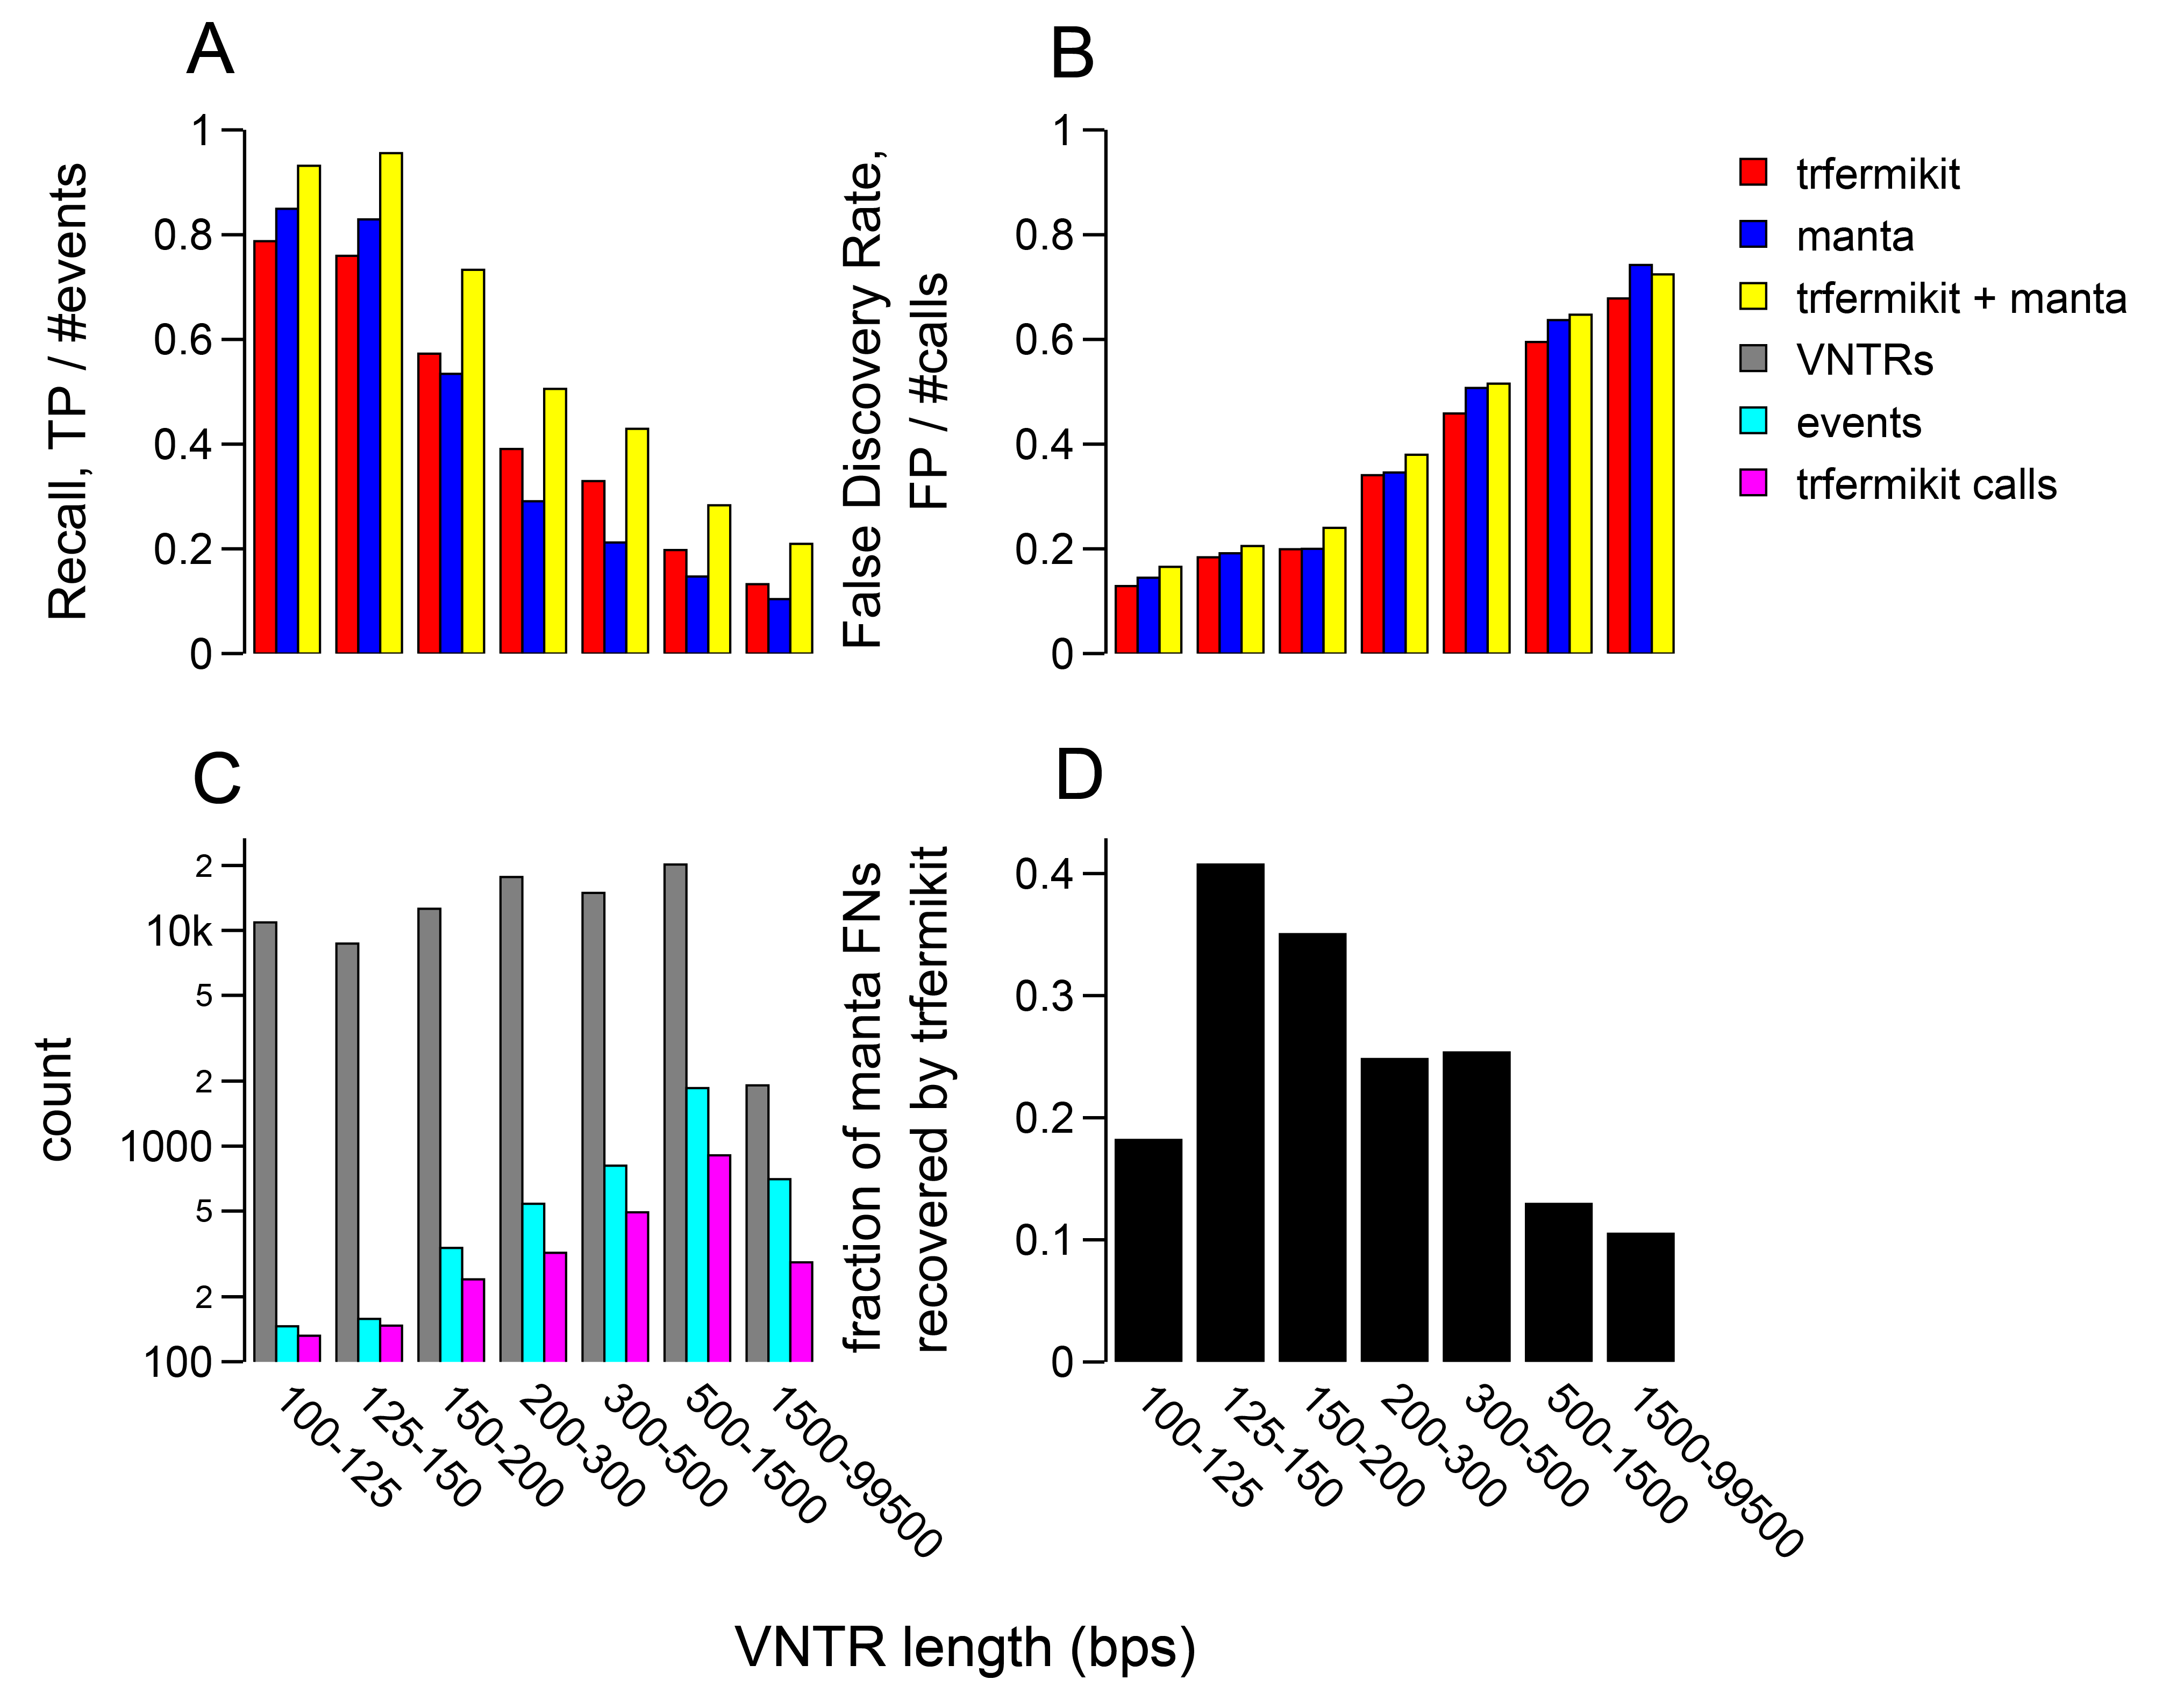 A
Recall, TP / #events
1
0.8
0.6
0.4
0.2
0
B
False Discovery Rate,
FP / #calls
1
0.8
0.6
0.4
0.2
0
trfermikit
manta
trfermikit + manta
VNTRs
events
trfermikit calls
C
count
2
10k
5
2
1000
5
2
100
100-125
125-150
150-200
200-300
300-500
500-1500
1500-99500
D
fraction of manta FNs
recovered by trfermikit
0.4
0.3
0.2
0.1
0
100-125
125-150
150-200
200-300
300-500
500-1500
1500-99500
VNTR length (bps)